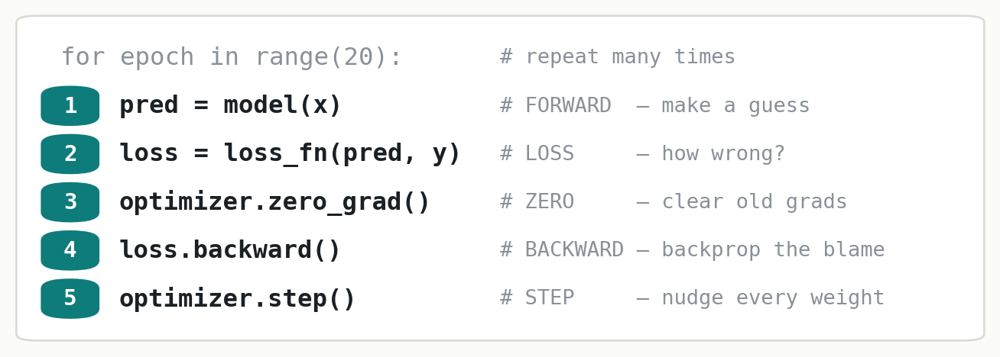 for epoch in range(20): # repeat many times
1 pred = model(x) # FORWARD – make a guess
2 loss = loss_fn(pred, y) # LOSS – how wrong?
3 optimizer.zero_grad() # ZERO – clear old grads
4 loss.backward() # BACKWARD – backprop the blame
5 optimizer.step() # STEP – nudge every weight